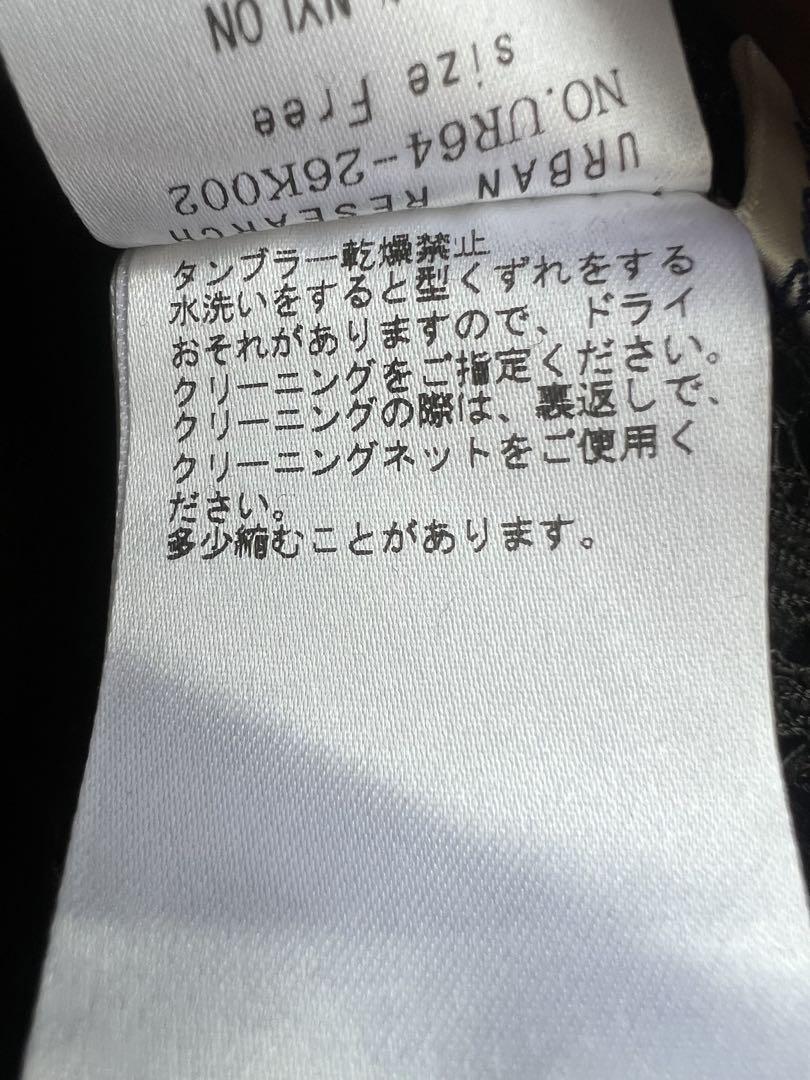 URBAN RESEARCH
NO.UR64-26K002
size Free
NYLON
タンブラー乾燥禁止
水洗いをすると型くずれをする
おそれがありますので、ドライ
クリーニングをご指定ください。
クリーニングの際は、裏返しで、
クリーニングネットをご使用く
ださい。
多少縮むことがあります。